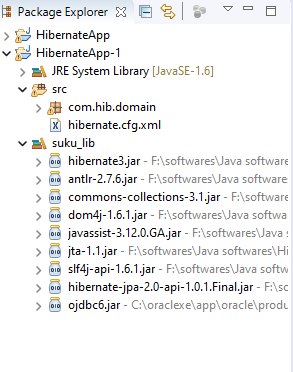 Package Explorer
HibernateApp
HibernateApp-1
JRE System Library [JavaSE-1.6]
src
com.hib.domain
hibernate.cfg.xml
suku_lib
hibernate3.jar - F:\softwares\Java softwar
antlr-2.7.6.jar - F:\softwares\Java software
commons-collections-3.1.jar - F:\software
dom4j-1.6.1.jar - F:\softwares\Java softwa
javassist-3.12.0.GA.jar - F:\softwares\Java
jta-1.1.jar - F:\softwares\Java softwares\Hi
slf4j-api-1.6.1.jar - F:\softwares\Java softw
hibernate-jpa-2.0-api-1.0.1.Final.jar - F:\sc
ojdbc6.jar - C:\oraclexe\app\oracle\produ